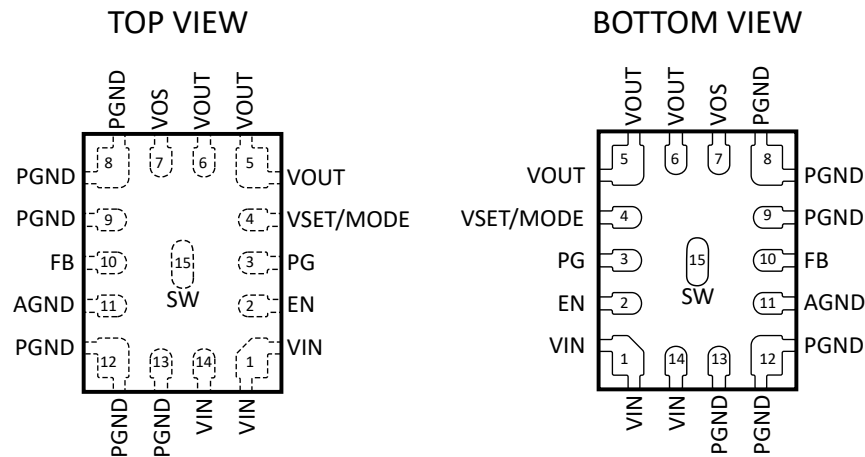 TOP VIEW
PGND
VOS
VOUT
VOUT
8
7
6
5
PGND
VOUT
PGND
9
4
VSET/MODE
FB
10
15
3
PG
SW
AGND
11
2
EN
PGND
VIN
12
13
14
1
PGND
PGND
VIN
VIN
BOTTOM VIEW
VOUT
VOUT
VOS
PGND
5
6
7
8
VOUT
PGND
VSET/MODE
4
9
PGND
PG
3
15
10
FB
SW
EN
2
11
AGND
VIN
PGND
1
14
13
12
VIN
VIN
PGND
PGND